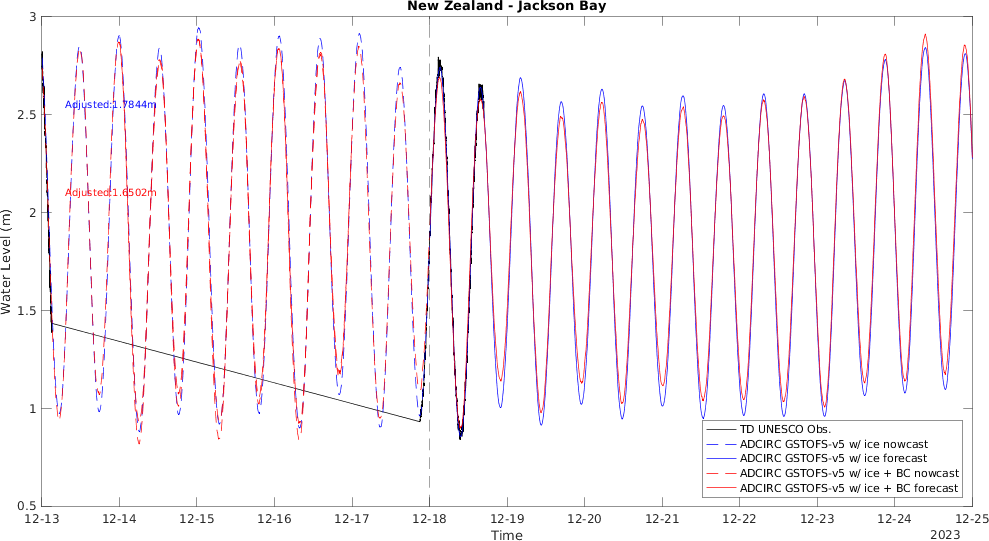 New Zealand - Jackson Bay
Water Level (m)
3
2.5
2
1.5
1
0.5
Adjusted:1.7844m
Adjusted:1.6502m
TD UNESCO Obs.
ADCIRC GSTOFS-v5 w/ ice nowcast
ADCIRC GSTOFS-v5 w/ ice forecast
ADCIRC GSTOFS-v5 w/ ice + BC nowcast
ADCIRC GSTOFS-v5 w/ ice + BC forecast
12-13 12-14 12-15 12-16 12-17 12-18 12-19 12-20 12-21 12-22 12-23 12-24 12-25
Time
2023